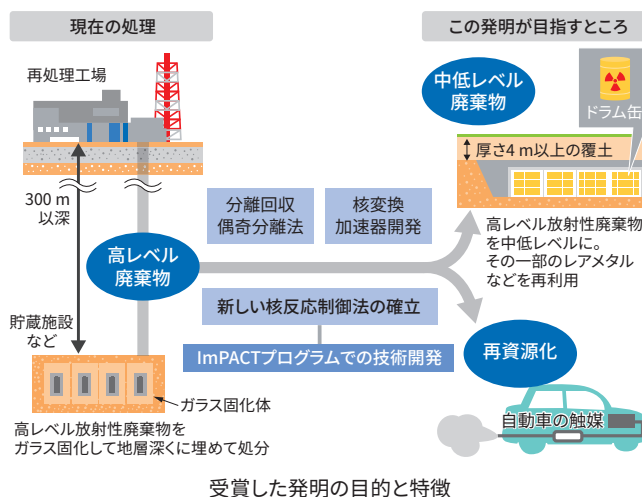 現在の処理
再処理工場
300 m
以深
高レベル
廃棄物
貯蔵施設
など
ガラス固化体
高レベル放射性廃棄物を
ガラス固化して地層深くに埋めて処分
分離回収
偶奇分離法
核変換
加速器開発
新しい核反応制御法の確立
ImPACTプログラムでの技術開発
この発明が目指すところ
中低レベル
廃棄物
ドラム缶
厚さ4 m以上の覆土
高レベル放射性廃棄物
を中低レベルに。
その一部のレアメタル
などを再利用
再資源化
自動車の触媒
受賞した発明の目的と特徴